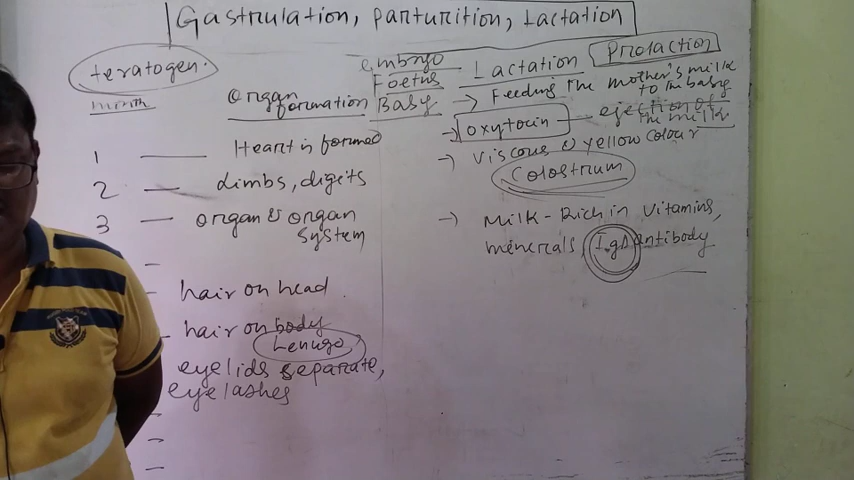 Gastrulation, parturition, Lactation
teratogen.
month
Organ
formation
1 Heart is formed
2 Limbs, digits
3 organ & organ
system
hair on head
hair on body
Lenugo
eyelids separate,
eyelashes
embryo
Foetus
Baby
Lactation
Prolaction
→ Feeding the mother's milk
to the baby
→ oxytocin — ejection of
the milk
→ Viscous & yellow colour
Colostrum
→ Milk - Rich in vitamins,
minerals, IgA antibody